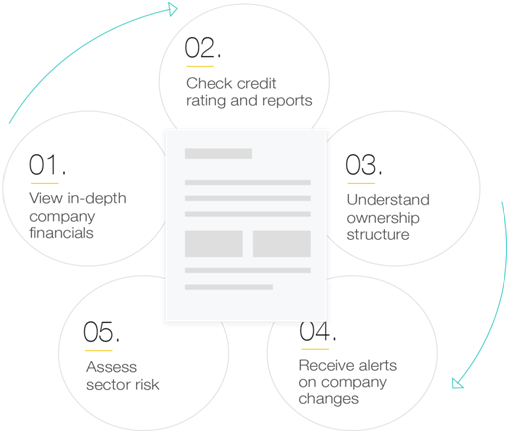 01.
View in-depth
company
financials
02.
Check credit
rating and reports
03.
Understand
ownership
structure
04.
Receive alerts
on company
changes
05.
Assess
sector risk